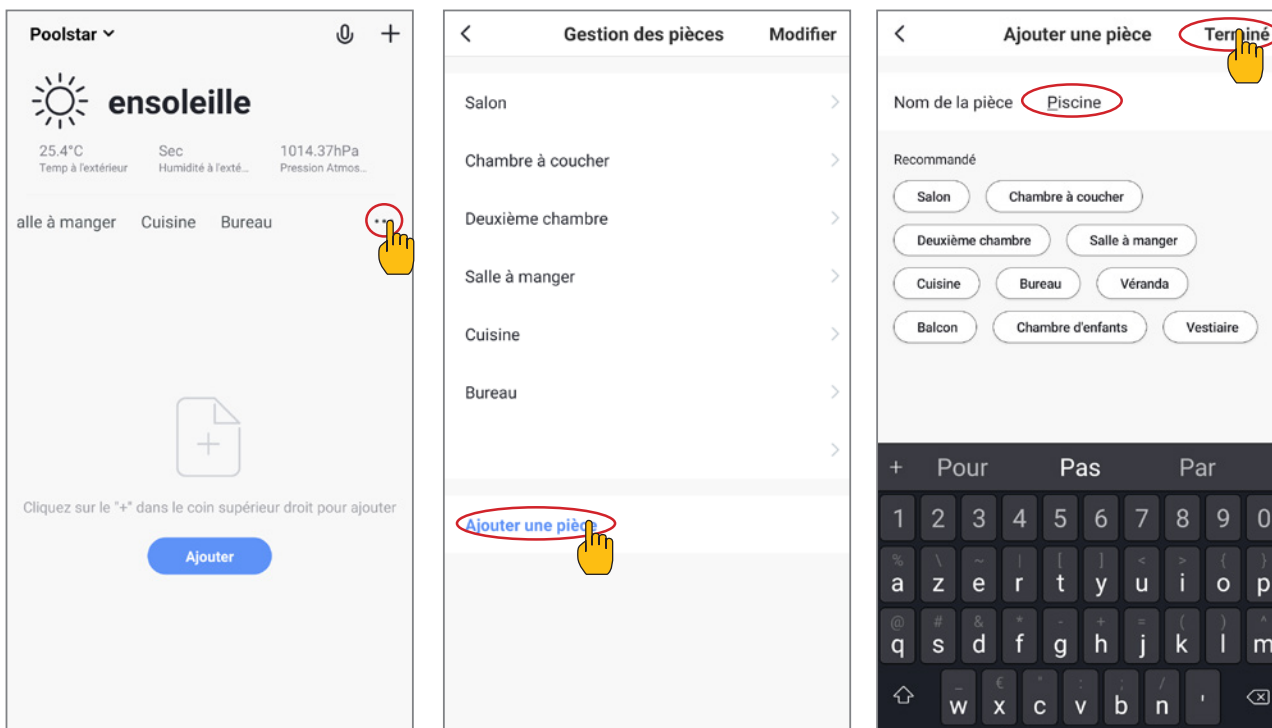 Poolstar
ensoleille
25.4°C Sec 1014.37hPa
Temp à l'extérieur Humidité à l'exté... Pression Atmos...
alle à manger Cuisine Bureau
Cliquez sur le "+" dans le coin supérieur droit pour ajouter
Ajouter
Gestion des pièces Modifier
Salon
Chambre à coucher
Deuxième chambre
Salle à manger
Cuisine
Bureau
Ajouter une pièce
Ajouter une pièce Terminé
Nom de la pièce Piscine
Recommandé
Salon Chambre à coucher
Deuxième chambre Salle à manger
Cuisine Bureau Véranda
Balcon Chambre d'enfants Vestiaire
+ Pour Pas Par
1 2 3 4 5 6 7 8 9 0
% \ ~ | [ ] < > { }
a z e r t y u i o p
@ # & * - + = ( ) ^
q s d f g h j k l m
_ € " : ; /
w x c v b n '